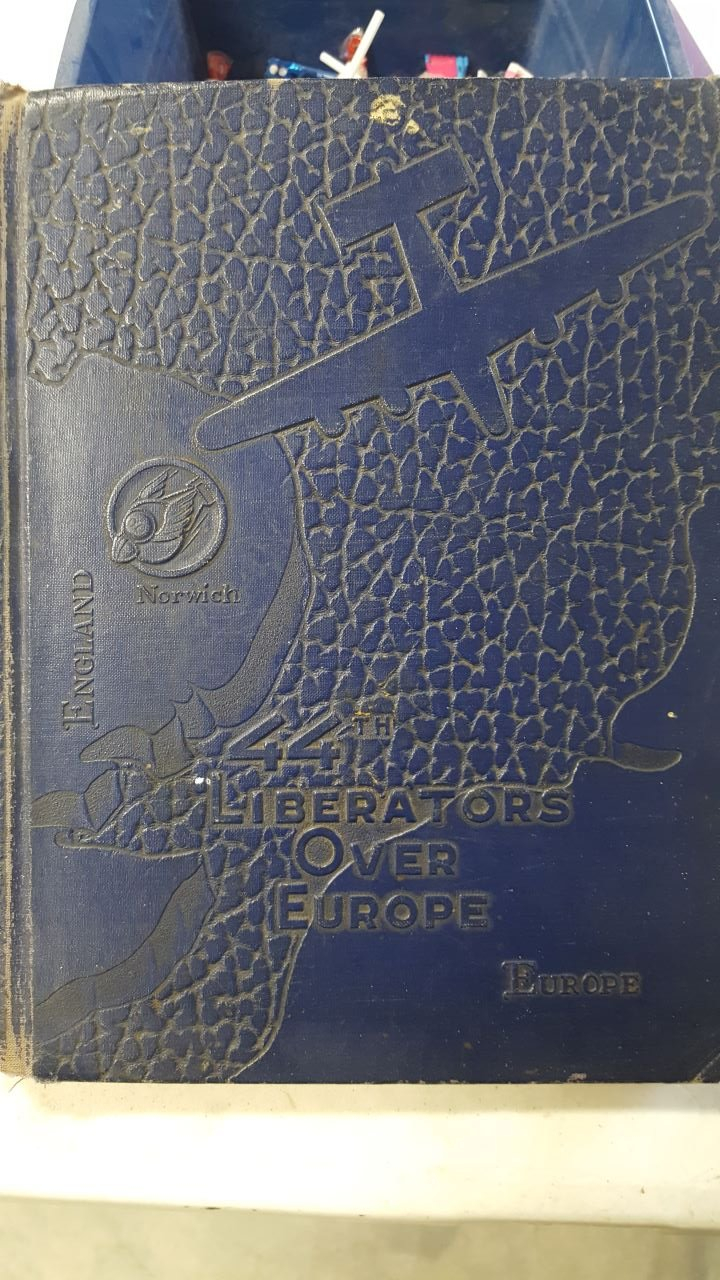 Norwich
ENGLAND
44TH
LIBERATORS
OVER
EUROPE
EUROPE